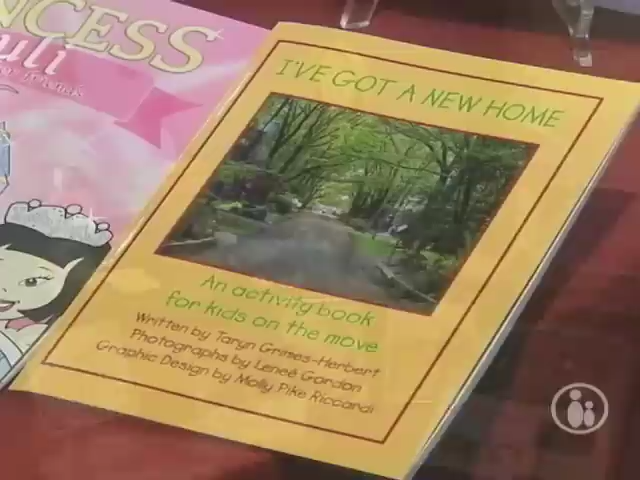 NCESS
uli
I'VE GOT A NEW HOME
An activity book
for kids on the move
Written by Taryn Grimes-Herbert
Photographs by Leneé Gordon
Graphic Design by Molly Pike Riccardi